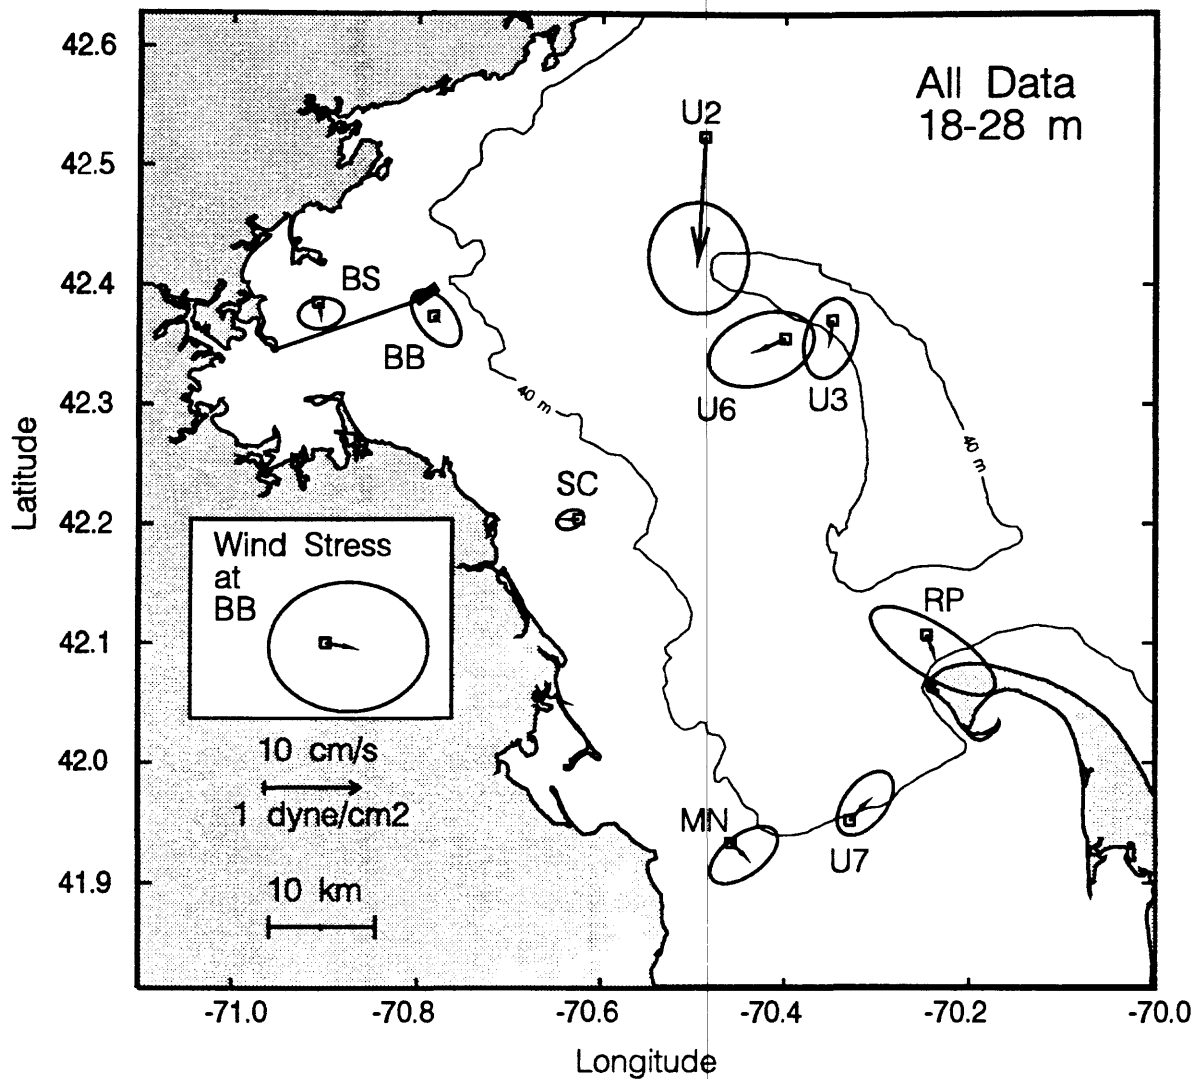 All Data
18-28 m
U2
BS
BB
U6
U3
40 m
40 m
SC
Wind Stress
at
BB
RP
10 cm/s
1 dyne/cm2
MN
U7
10 km
42.6
42.5
42.4
42.3
42.2
42.1
42.0
41.9
Latitude
-71.0
-70.8
-70.6
-70.4
-70.2
-70.0
Longitude